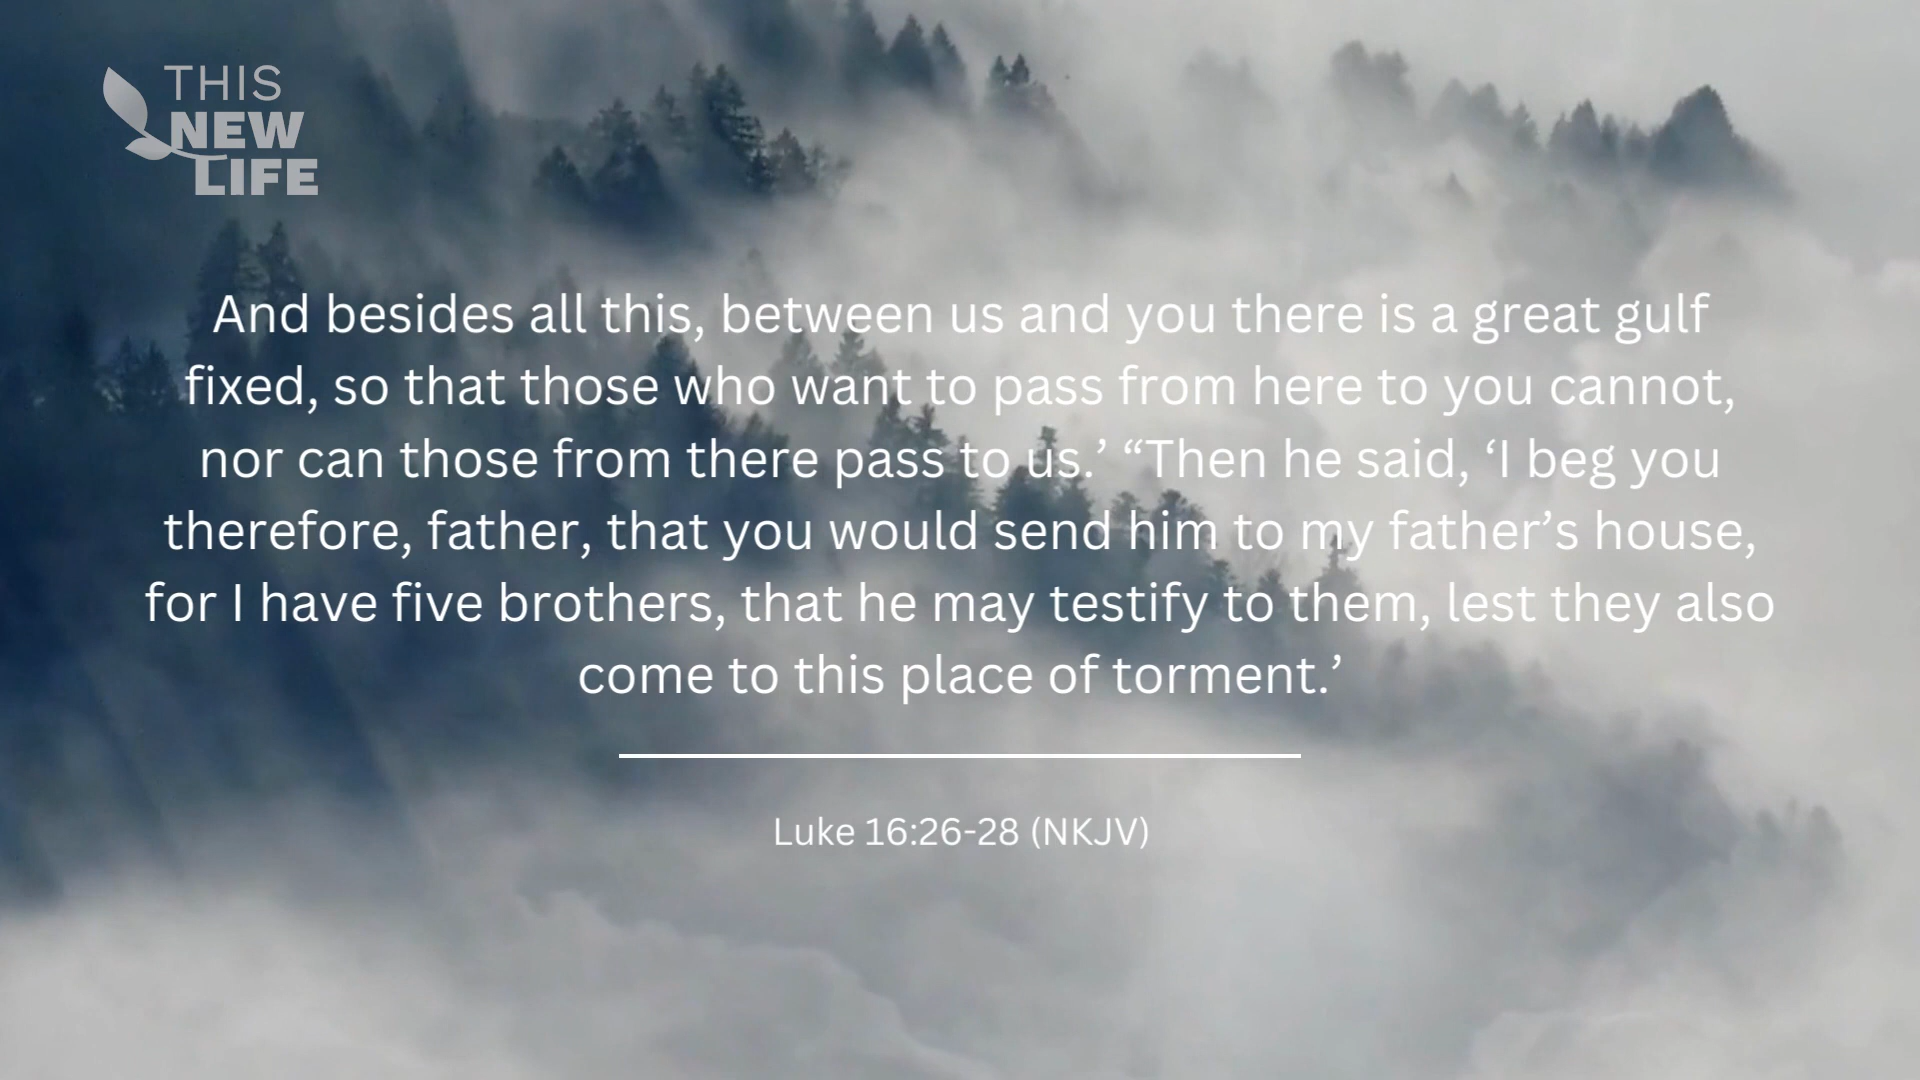 THIS
NEW
LIFE
And besides all this, between us and you there is a great gulf
fixed, so that those who want to pass from here to you cannot,
nor can those from there pass to us.’ “Then he said, ‘I beg you
therefore, father, that you would send him to my father’s house,
for I have five brothers, that he may testify to them, lest they also
come to this place of torment.’
Luke 16:26-28 (NKJV)